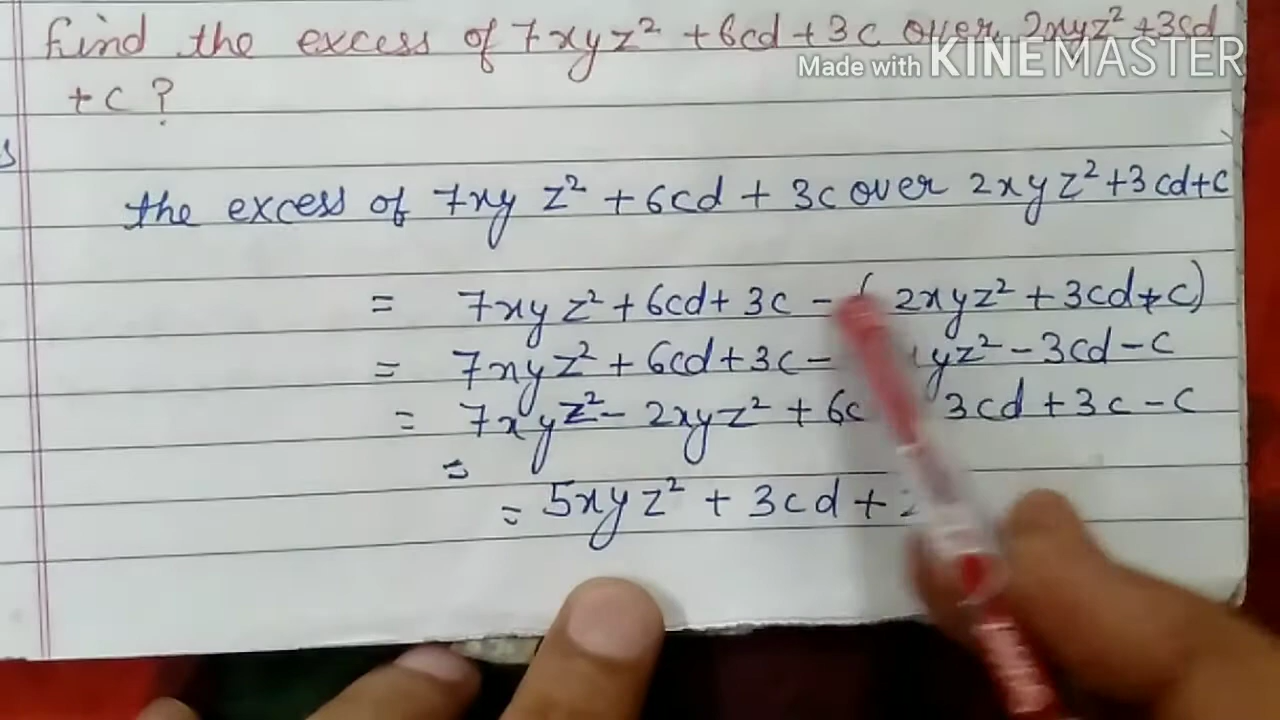 find the excess of 7xyz² + 6cd + 3c over 2xyz² + 3cd
Made with KINEMASTER
+ c ?
the excess of 7xy z² + 6cd + 3c over 2xyz² + 3cd + c
= 7xyz² + 6cd + 3c - ( 2xyz² + 3cd + c)
= 7xyz² + 6cd + 3c - yz² - 3cd - c
= 7xyz² - 2xyz² + 6c 3cd + 3c - c
=
= 5xyz² + 3cd +